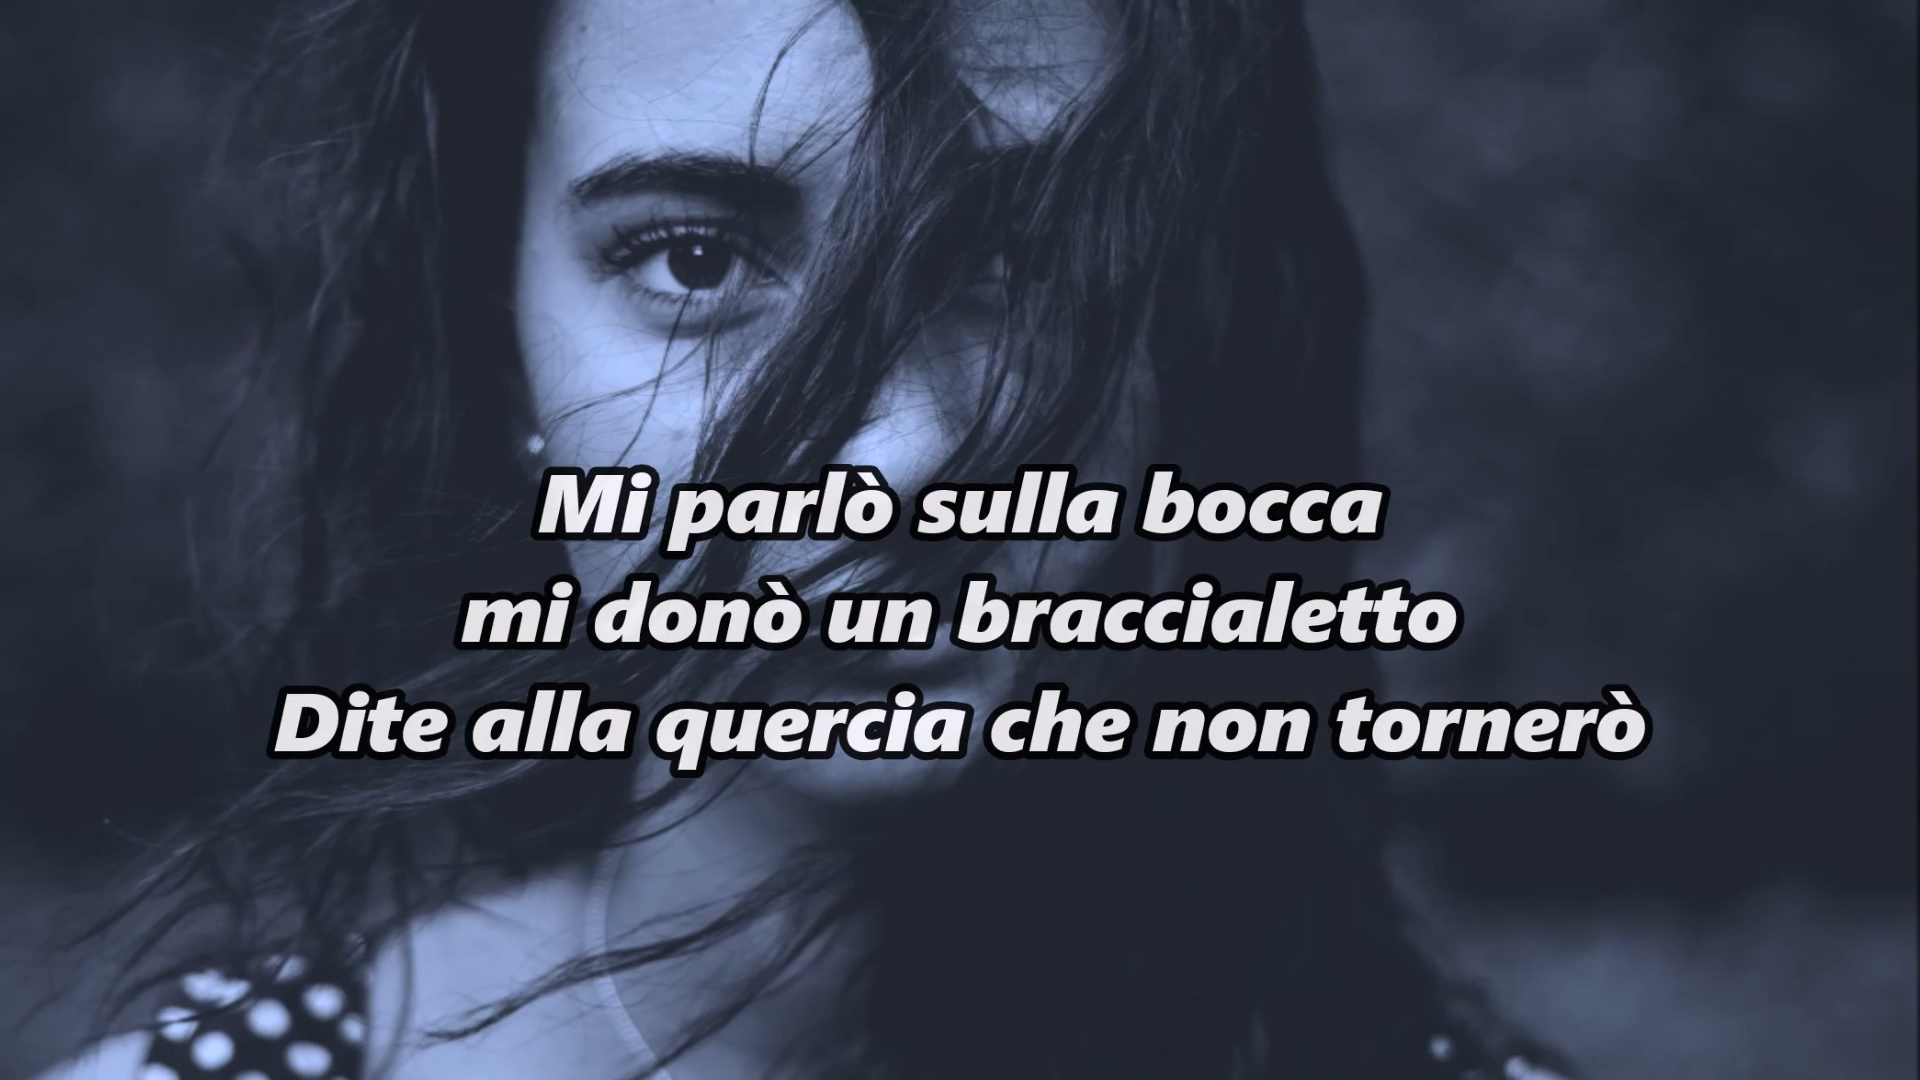 Mi parlò sulla bocca
mi donò un braccialetto
Dite alla quercia che non tornerò